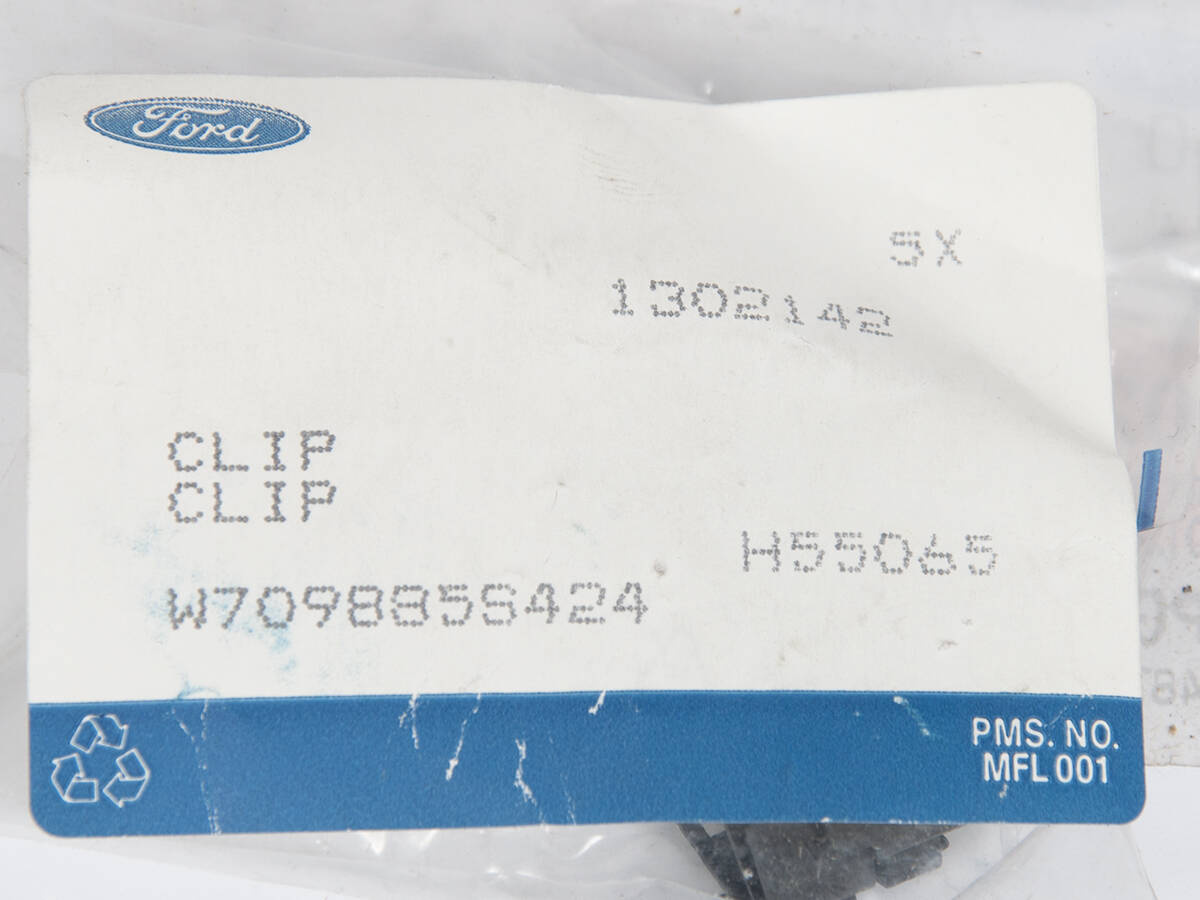 Ford
5X
1302142
CLIP
CLIP
H55065
W709885S424
PMS. NO.
MFL 001